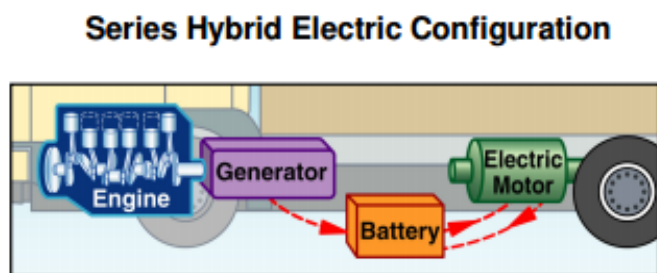 Series Hybrid Electric Configuration
Engine
Generator
Electric
Motor
Battery